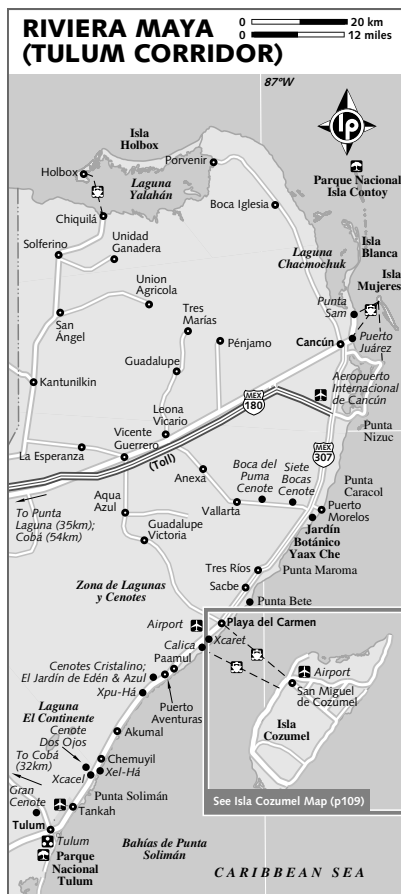 RIVIERA MAYA
(TULUM CORRIDOR)
0 20 km
0 12 miles
87°W
lp
Isla
Holbox
Holbox
Porvenir
Laguna
Yalahán
Chiquilá
Parque Nacional
Isla Contoy
Boca Iglesia
Solferino
Unidad
Ganadera
Laguna
Chacmochuk
Isla
Blanca
Isla
Mujeres
Union
Agricola
Punta
Sam
San
Ángel
Tres
Marías
Pénjamo
Cancún
Puerto
Juárez
Guadalupe
Kantunilkin
MEX
180
Aeropuerto
Internacional
de Cancún
Leona
Vicario
Vicente
Guerrero
Punta
Nizuc
La Esperanza
(Toll)
MEX
307
Anexa
Boca del
Puma
Cenote
Siete
Bocas
Cenote
Punta
Caracol
To Punta
Laguna (35km);
Cobá (54km)
Aqua
Azul
Vallarta
Puerto
Morelos
Guadalupe
Victoria
Jardín
Botánico
Yaax Che
Tres Ríos
Punta Maroma
Zona de Lagunas
y Cenotes
Sacbe
Punta Bete
Airport
Playa del Carmen
Xcaret
Calica
Paamul
Cenotes Cristalino;
El Jardín de Edén & Azul
Xpu-Há
Airport
San Miguel
de Cozumel
Puerto
Aventuras
Isla
Cozumel
Laguna
El Continente
Cenote
Dos Ojos
Akumal
To Cobá
(32km)
Chemuyil
Xel-Há
Xcacel
Punta Solimán
See Isla Cozumel Map (p109)
Gran
Cenote
Tankah
Tulum
Tulum
Bahías de Punta
Solimán
Parque
Nacional
Tulum
CARIBBEAN SEA